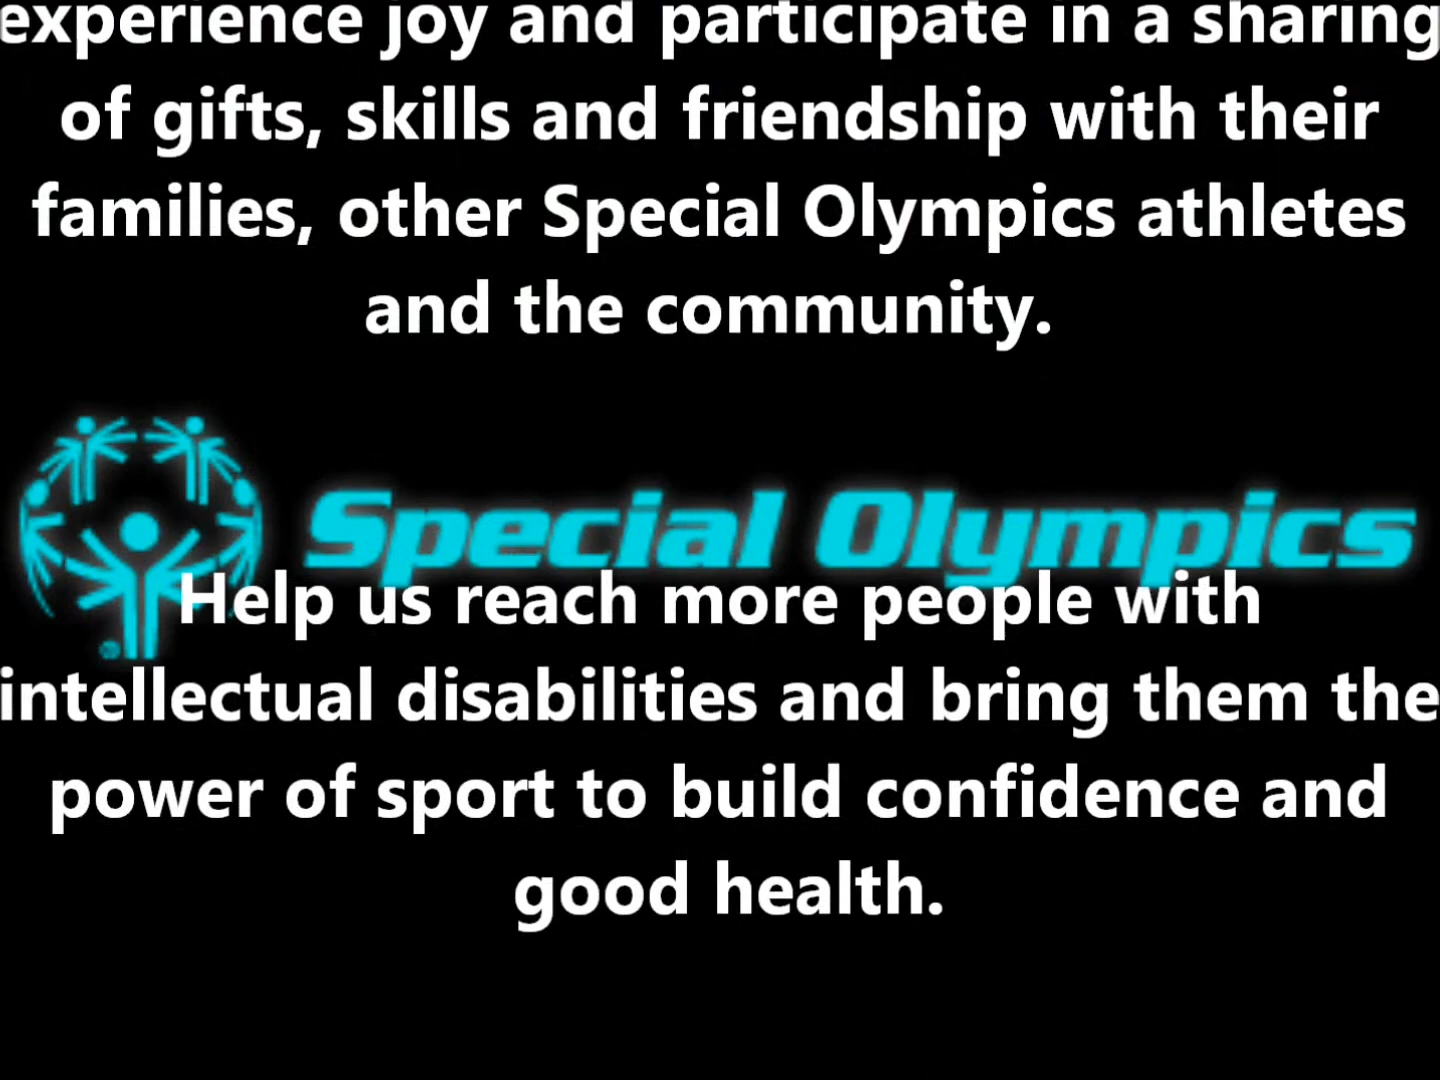 experience joy and participate in a sharing
of gifts, skills and friendship with their
families, other Special Olympics athletes
and the community.
Special Olympics
Help us reach more people with
intellectual disabilities and bring them the
power of sport to build confidence and
good health.